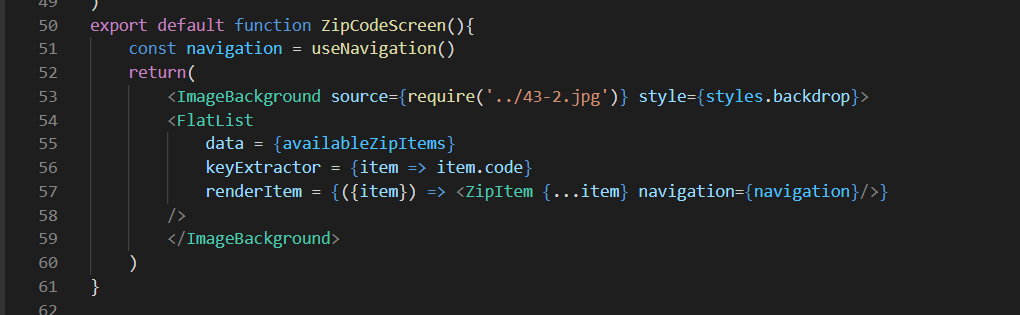 49 )
50 export default function ZipCodeScreen(){
51     const navigation = useNavigation()
52     return(
53         <ImageBackground source={require('../43-2.jpg')} style={styles.backdrop}>
54         <FlatList
55             data = {availableZipItems}
56             keyExtractor = {item => item.code}
57             renderItem = {({item}) => <ZipItem {...item} navigation={navigation}/>}
58         />
59         </ImageBackground>
60     )
61 }
62